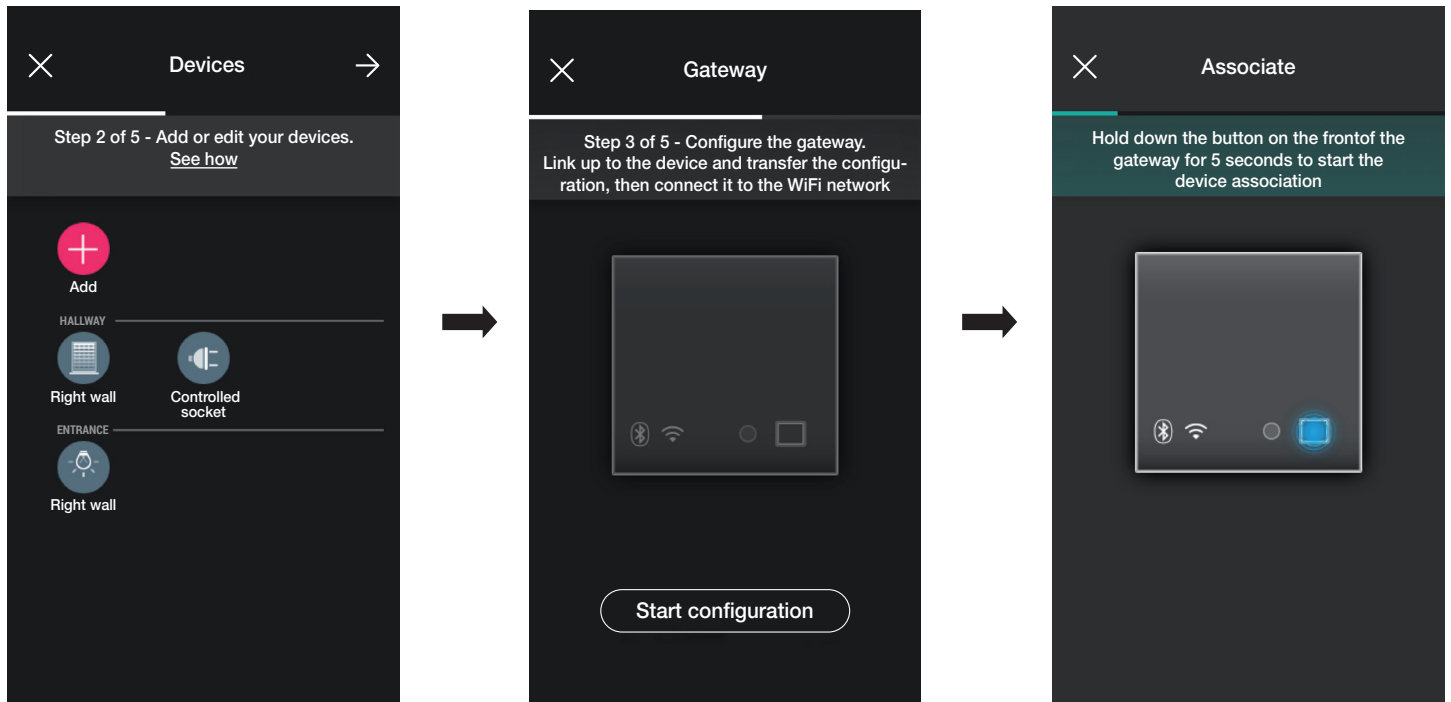 Devices
Step 2 of 5 - Add or edit your devices.
See how
Add
HALLWAY
Right wall
Controlled
socket
ENTRANCE
Right wall
Gateway
Step 3 of 5 - Configure the gateway.
Link up to the device and transfer the configu-
ration, then connect it to the WiFi network
Start configuration
Associate
Hold down the button on the frontof the
gateway for 5 seconds to start the
device association